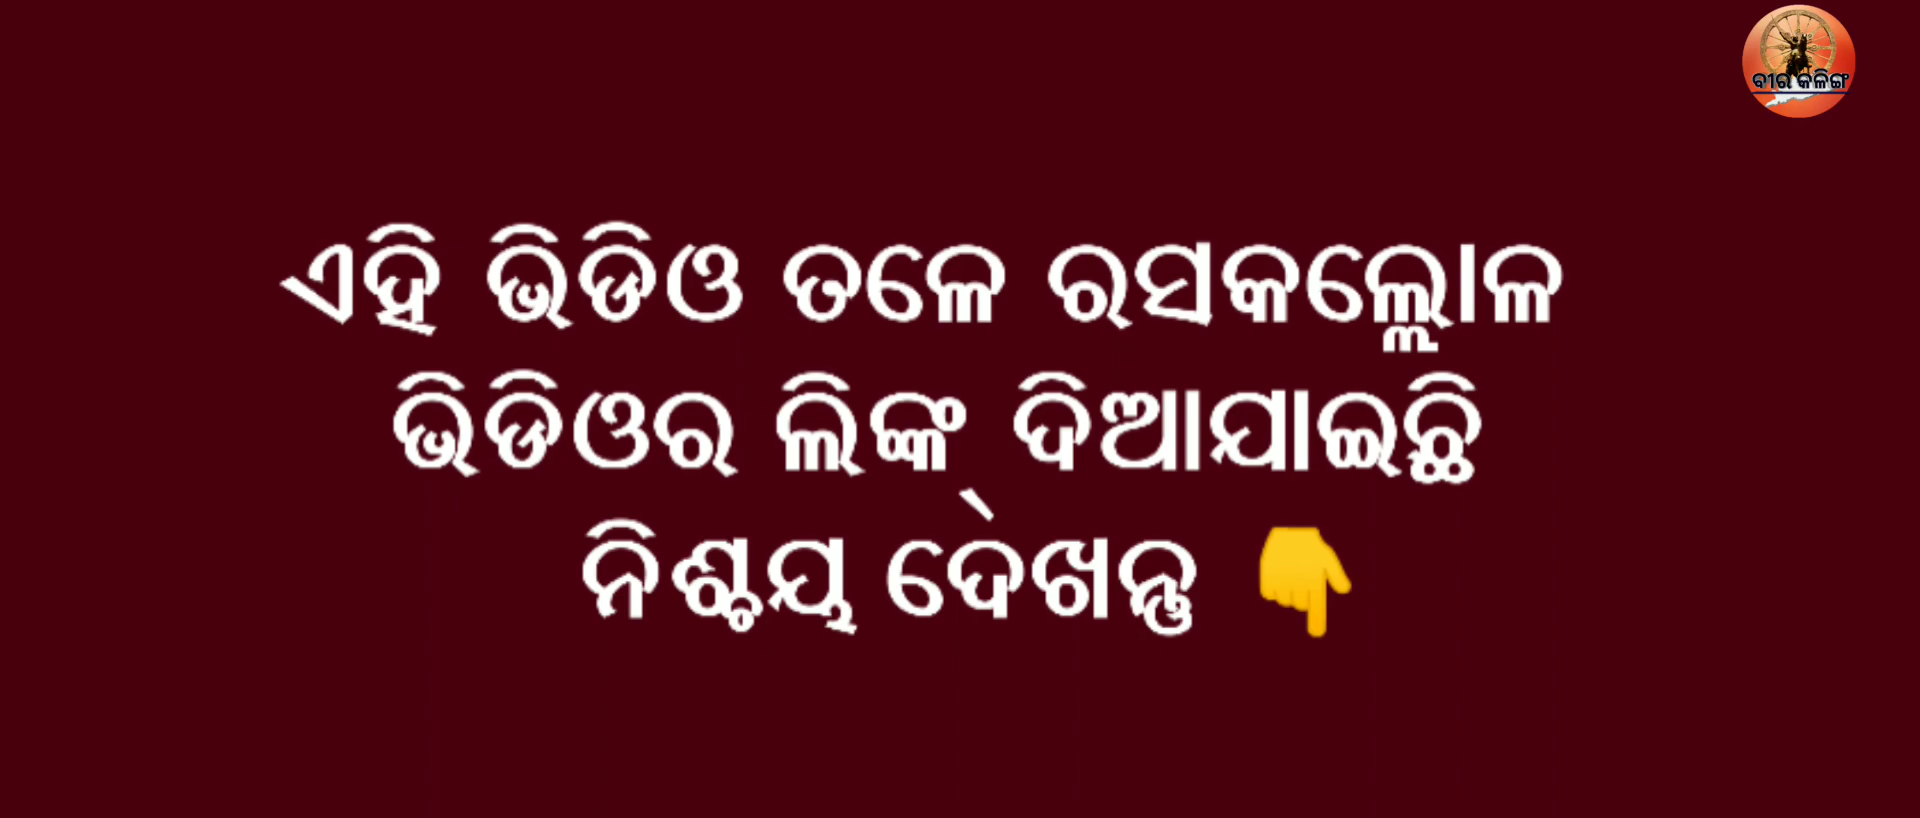 ବୀର କଳିଙ୍ଗ
ଏହି ଭିଡିଓ ତଳେ ରସକଲ୍ଲୋଳ
ଭିଡିଓର ଲିଙ୍କ ଦିଆଯାଇଛି
ନିଶ୍ଚୟ ଦେଖନ୍ତୁ 👇